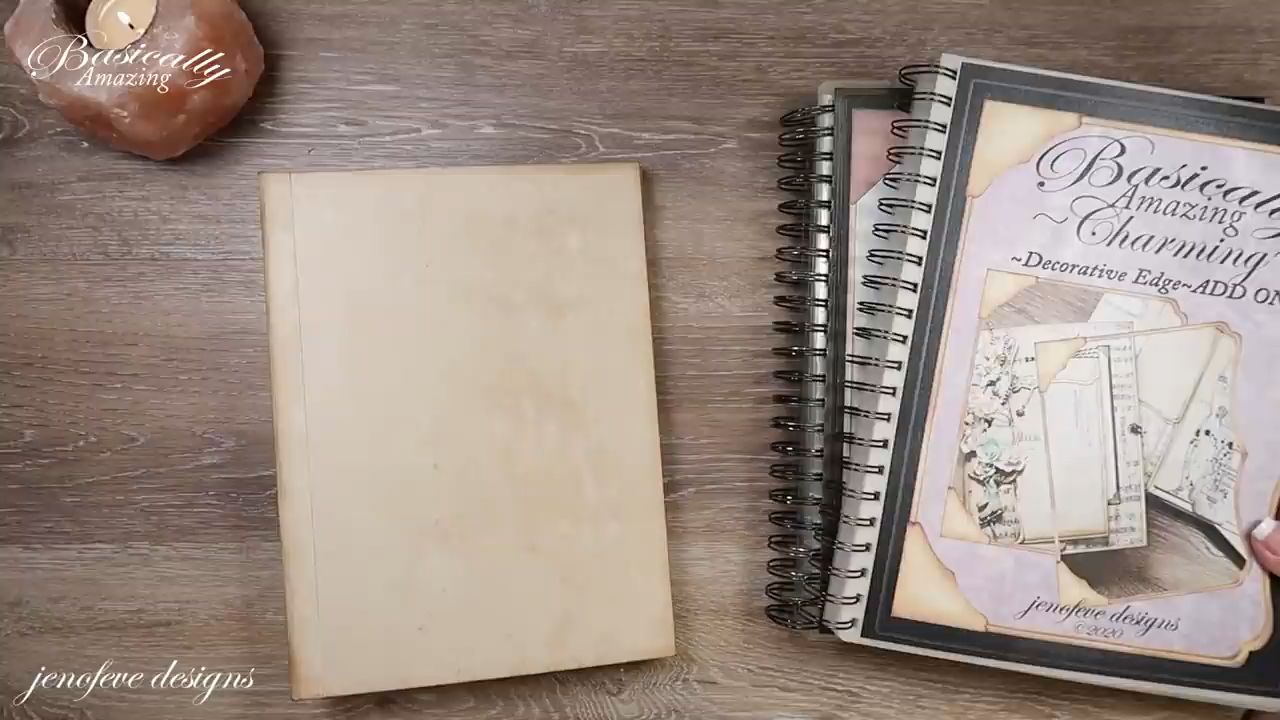 Basically
Amazing
Basically
Amazing
~Charming~
~Decorative Edge~ADD ON
jenofeve designs
©2020
jenofeve designs